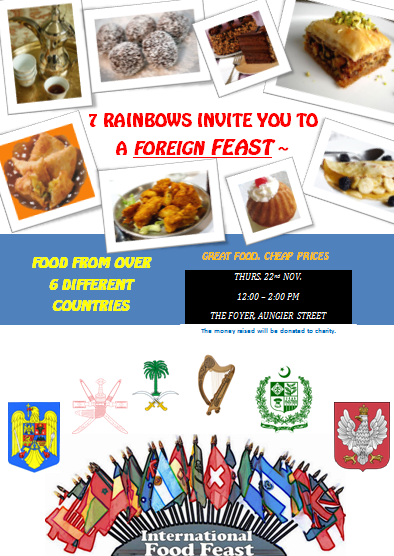 7 RAINBOWS INVITE YOU TO
A FOREIGN FEAST ~
FOOD FROM OVER
6 DIFFERENT
COUNTRIES
GREAT FOOD. CHEAP PRICES
THURS. 22nd NOV.
12:00 – 2:00 PM
THE FOYER, AUNGIER STREET
The money raised will be donated to charity.
International
Food Feast